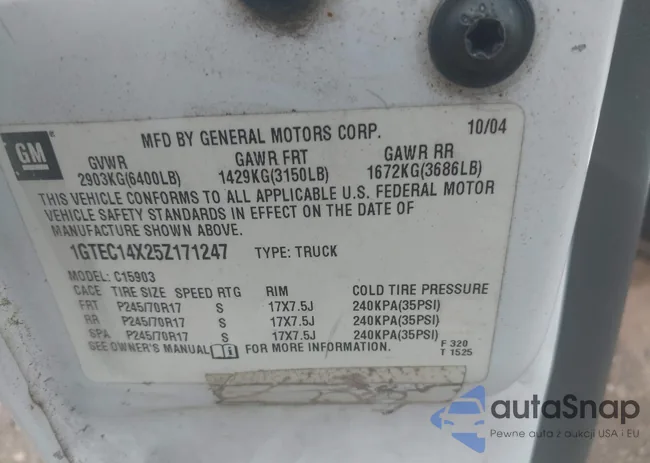 GM
MFD BY GENERAL MOTORS CORP. 10/04
GVWR GAWR FRT GAWR RR
2903KG(6400LB) 1429KG(3150LB) 1672KG(3686LB)
THIS VEHICLE CONFORMS TO ALL APPLICABLE U.S. FEDERAL MOTOR
VEHICLE SAFETY STANDARDS IN EFFECT ON THE DATE OF
MANUFACTURE SHOWN ABOVE.
1GTEC14X25Z171247 TYPE: TRUCK
MODEL: C15903
CACE TIRE SIZE SPEED RTG RIM COLD TIRE PRESSURE
FRT P245/70R17 S 17X7.5J 240KPA(35PSI)
RR P245/70R17 S 17X7.5J 240KPA(35PSI)
SPA P245/70R17 S 17X7.5J 240KPA(35PSI)
SEE OWNER'S MANUAL FOR MORE INFORMATION. F 320
T 1525
autaSnap
Pewne auta z aukcji USA i EU